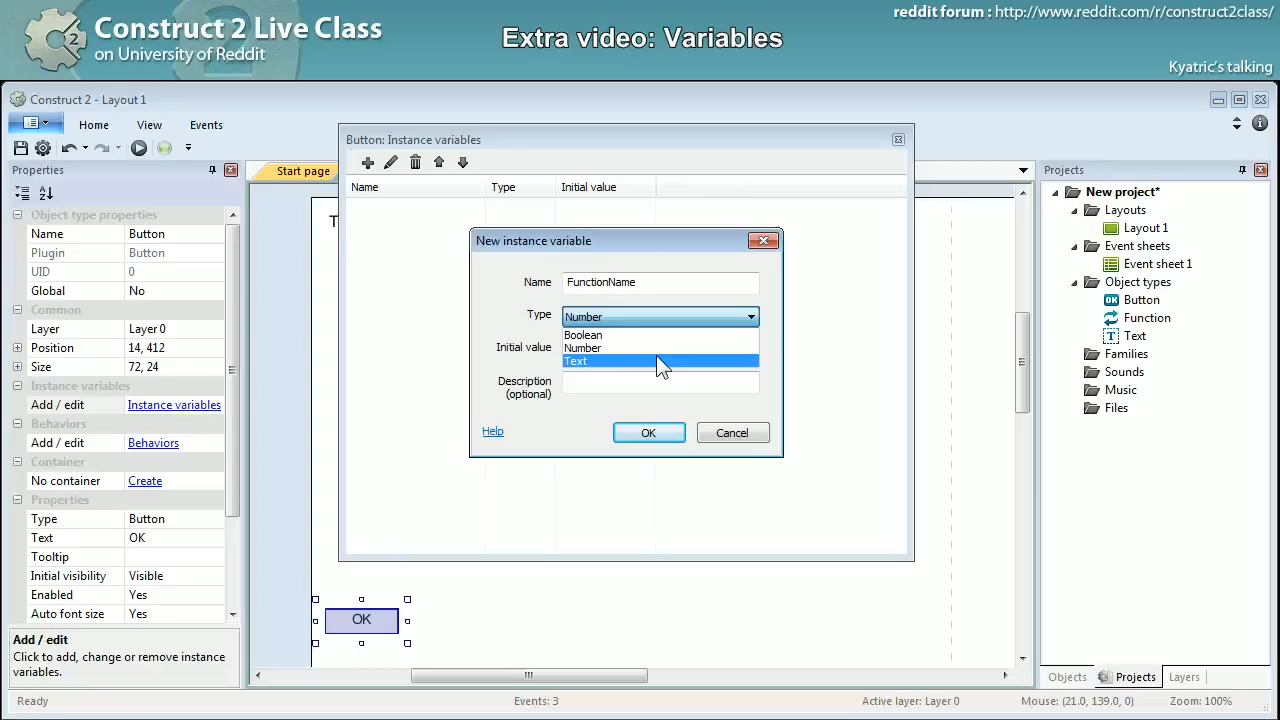 Construct 2 Live Class
on University of Reddit
Extra video: Variables
reddit forum : http://www.reddit.com/r/construct2class/
Kyatric's talking
Construct 2 - Layout 1
Home View Events
Properties
Start page
Projects
Object type properties
Name Button
Plugin Button
UID 0
Global No
Common
Layer Layer 0
Position 14, 412
Size 72, 24
Instance variables
Add / edit Instance variables
Behaviors
Add / edit Behaviors
Container
No container Create
Properties
Type Button
Text OK
Tooltip
Initial visibility Visible
Enabled Yes
Auto font size Yes
Add / edit
Click to add, change or remove instance
variables.
T
Button: Instance variables
Name Type Initial value
New instance variable
Name FunctionName
Type Number
Boolean
Number
Text
Initial value
Description
(optional)
Help OK Cancel
OK
New project*
Layouts
Layout 1
Event sheets
Event sheet 1
Object types
OK Button
Function
T Text
Families
Sounds
Music
Files
Objects Projects Layers
Ready Events: 3 Active layer: Layer 0 Mouse: (21.0, 139.0, 0) Zoom: 100%